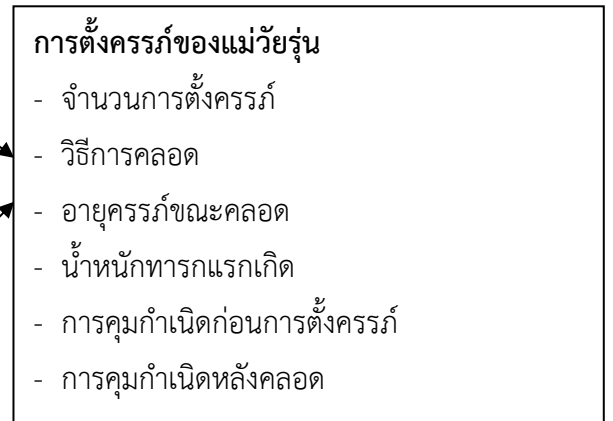 การตั้งครรภ์ของแม่วัยรุ่น
- จำนวนการตั้งครรภ์
- วิธีการคลอด
- อายุครรภ์ขณะคลอด
- น้ำหนักทารกแรกเกิด
- การคุมกำเนิดก่อนการตั้งครรภ์
- การคุมกำเนิดหลังคลอด